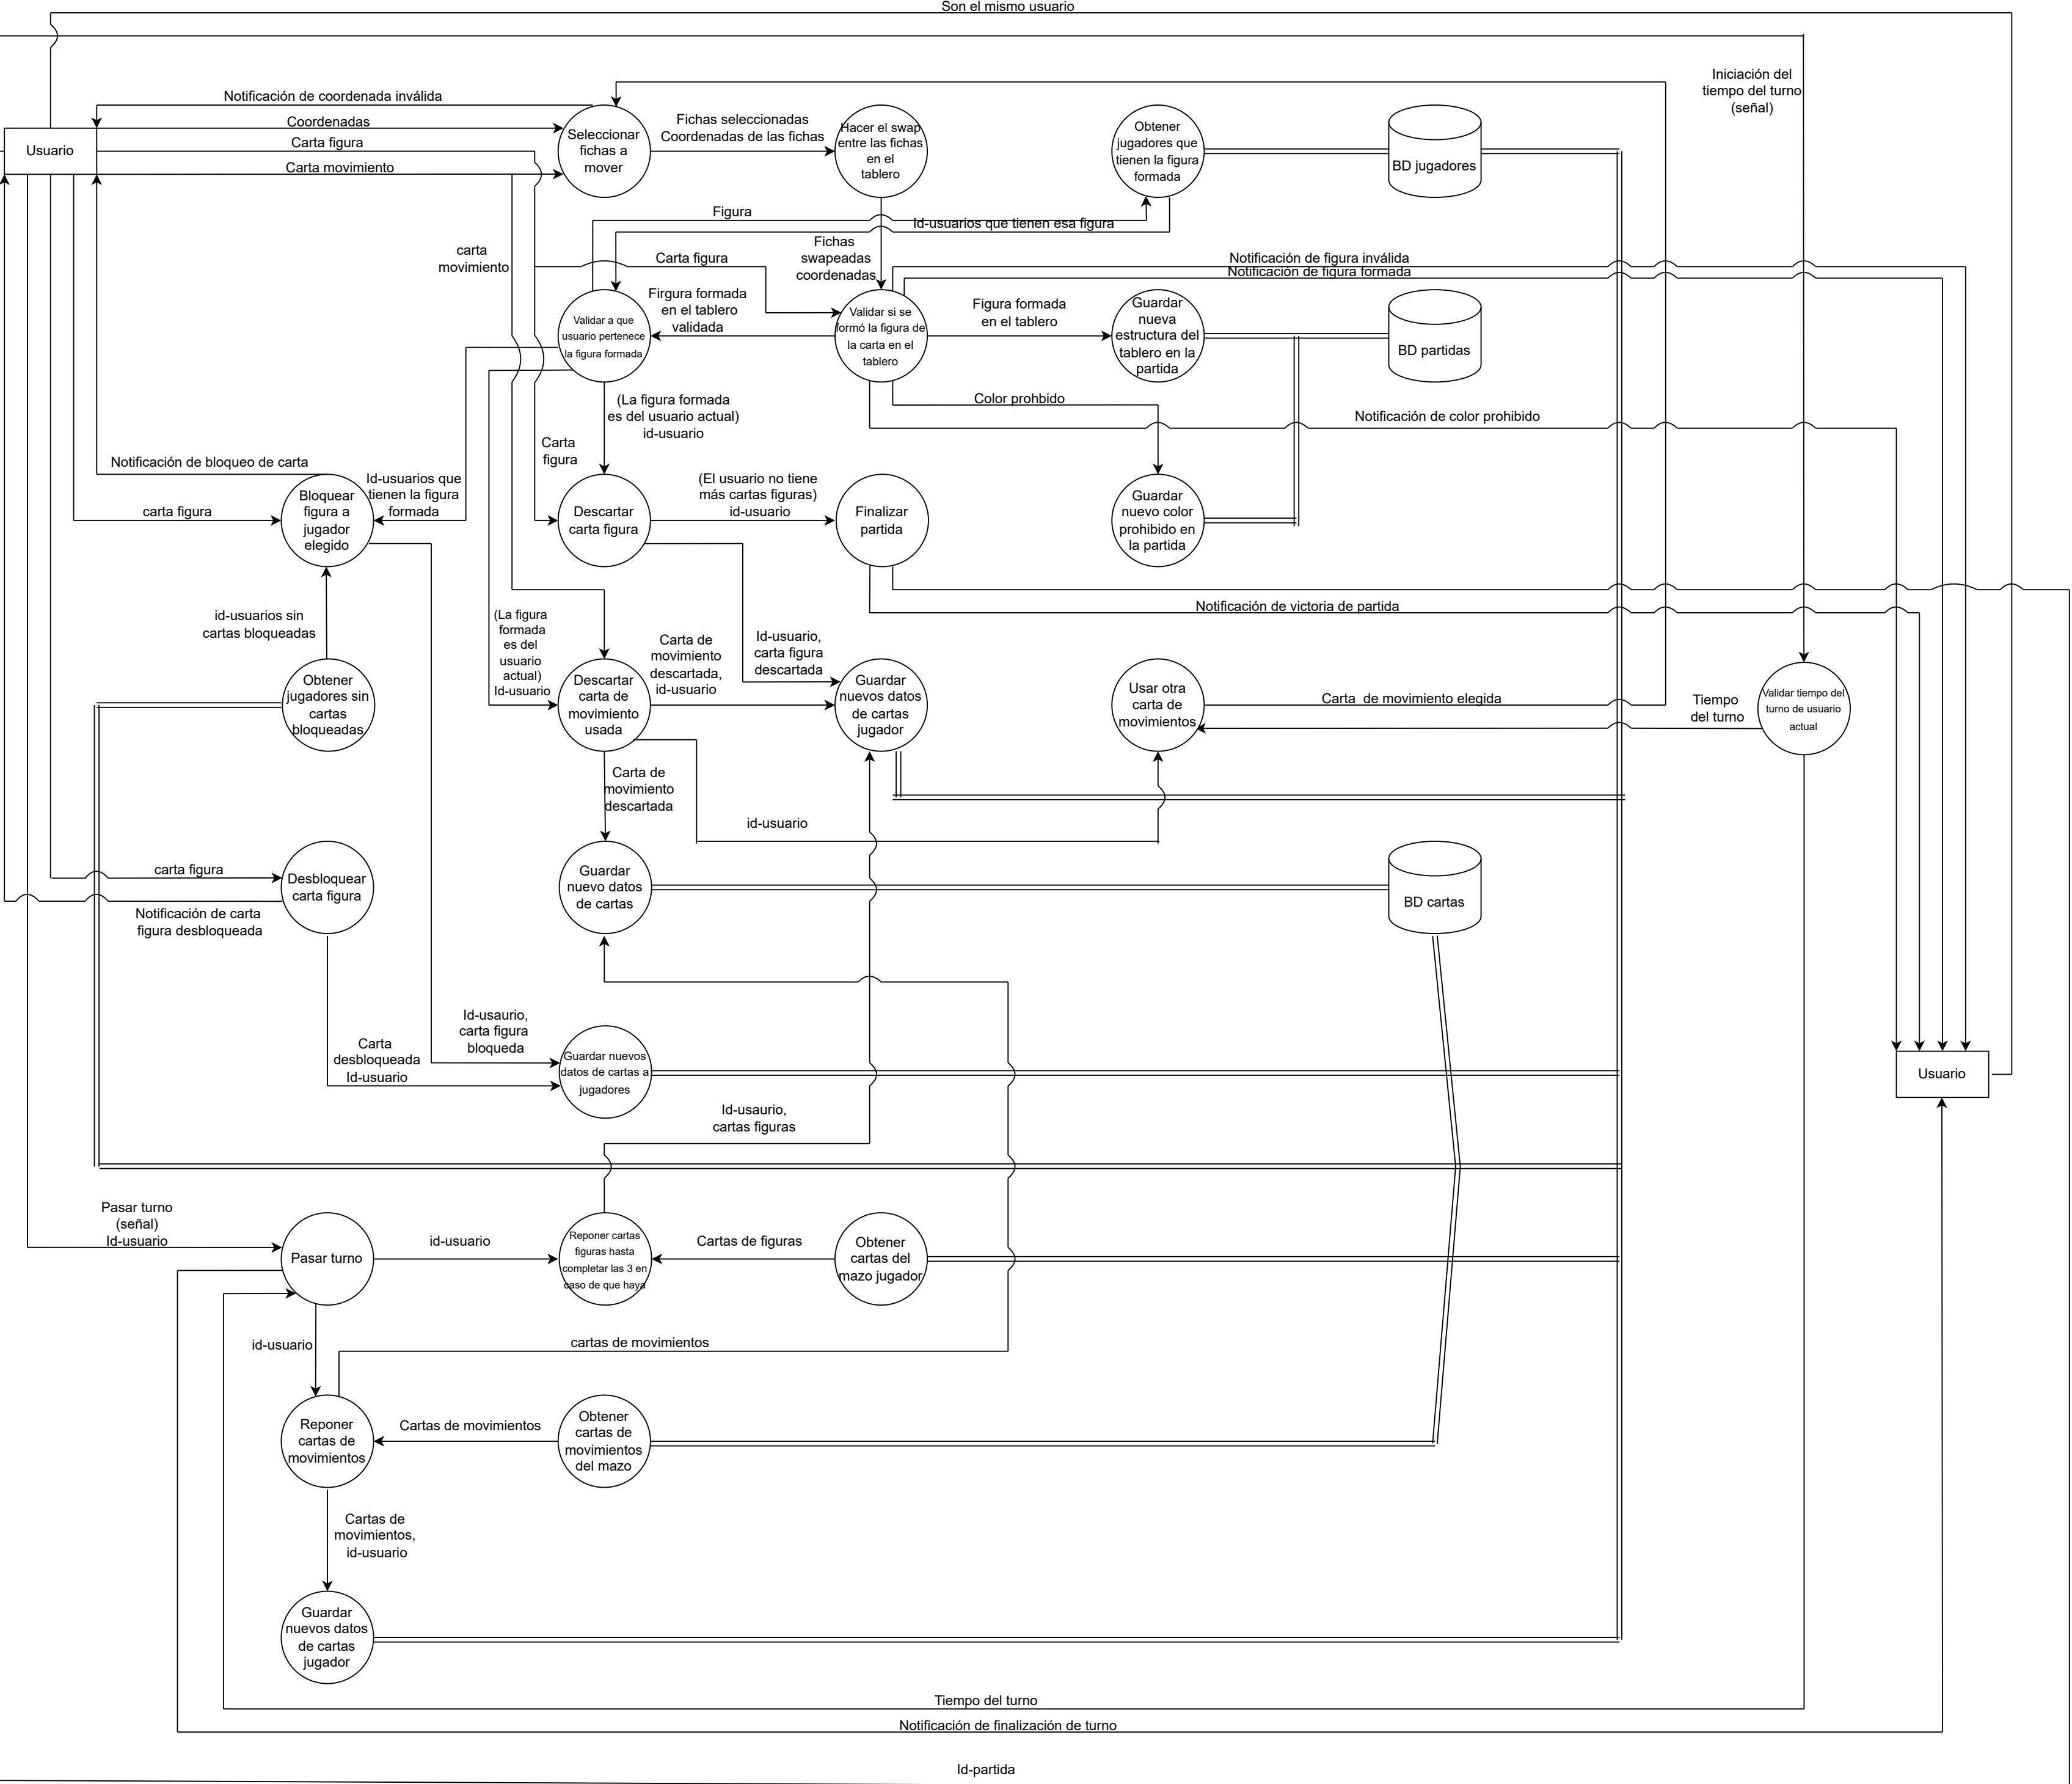 Son el mismo usuario
Iniciación del
tiempo del turno
(señal)
Notificación de coordenada inválida
Coordenadas
Carta figura
Carta movimiento
Usuario
Seleccionar
fichas a
mover
Fichas seleccionadas
Coordenadas de las fichas
Hacer el swap
entre las fichas
en el
tablero
Obtener
jugadores que
tienen la figura
formada
BD jugadores
Figura
Id-usuarios que tienen esa figura
carta
movimiento
Carta figura
Fichas
swapeadas
coordenadas
Notificación de figura inválida
Notificación de figura formada
Validar a que
usuario pertenece
la figura formada
Firgura formada
en el tablero
validada
Validar si se
formó la figura de
la carta en el
tablero
Figura formada
en el tablero
Guardar
nueva
estructura del
tablero en la
partida
BD partidas
(La figura formada
es del usuario actual)
id-usuario
Color prohbido
Notificación de color prohibido
Carta
figura
Notificación de bloqueo de carta
Id-usuarios que
tienen la figura
formada
carta figura
Bloquear
figura a
jugador
elegido
Descartar
carta figura
(El usuario no tiene
más cartas figuras)
id-usuario
Finalizar
partida
Guardar
nuevo color
prohibido en
la partida
Notificación de victoria de partida
id-usuarios sin
cartas bloqueadas
(La figura
formada
es del
usuario
actual)
Id-usuario
Carta de
movimiento
descartada,
id-usuario
Id-usuario,
carta figura
descartada
Obtener
jugadores sin
cartas
bloqueadas
Descartar
carta de
movimiento
usada
Guardar
nuevos datos
de cartas
jugador
Usar otra
carta de
movimientos
Carta  de movimiento elegida
Tiempo
del turno
Validar tiempo del
turno de usuario
actual
Carta de
movimiento
descartada
id-usuario
carta figura
Desbloquear
carta figura
Notificación de carta
figura desbloqueada
Guardar
nuevo datos
de cartas
BD cartas
Id-usaurio,
carta figura
bloqueda
Carta
desbloqueada
Id-usuario
Guardar nuevos
datos de cartas a
jugadores
Usuario
Id-usaurio,
cartas figuras
Pasar turno
(señal)
Id-usuario
Pasar turno
id-usuario
Reponer cartas
figuras hasta
completar las 3 en
caso de que haya
Cartas de figuras
Obtener
cartas del
mazo jugador
id-usuario
cartas de movimientos
Reponer
cartas de
movimientos
Cartas de movimientos
Obtener
cartas de
movimientos
del mazo
Cartas de
movimientos,
id-usuario
Guardar
nuevos datos
de cartas
jugador
Tiempo del turno
Notificación de finalización de turno
Id-partida